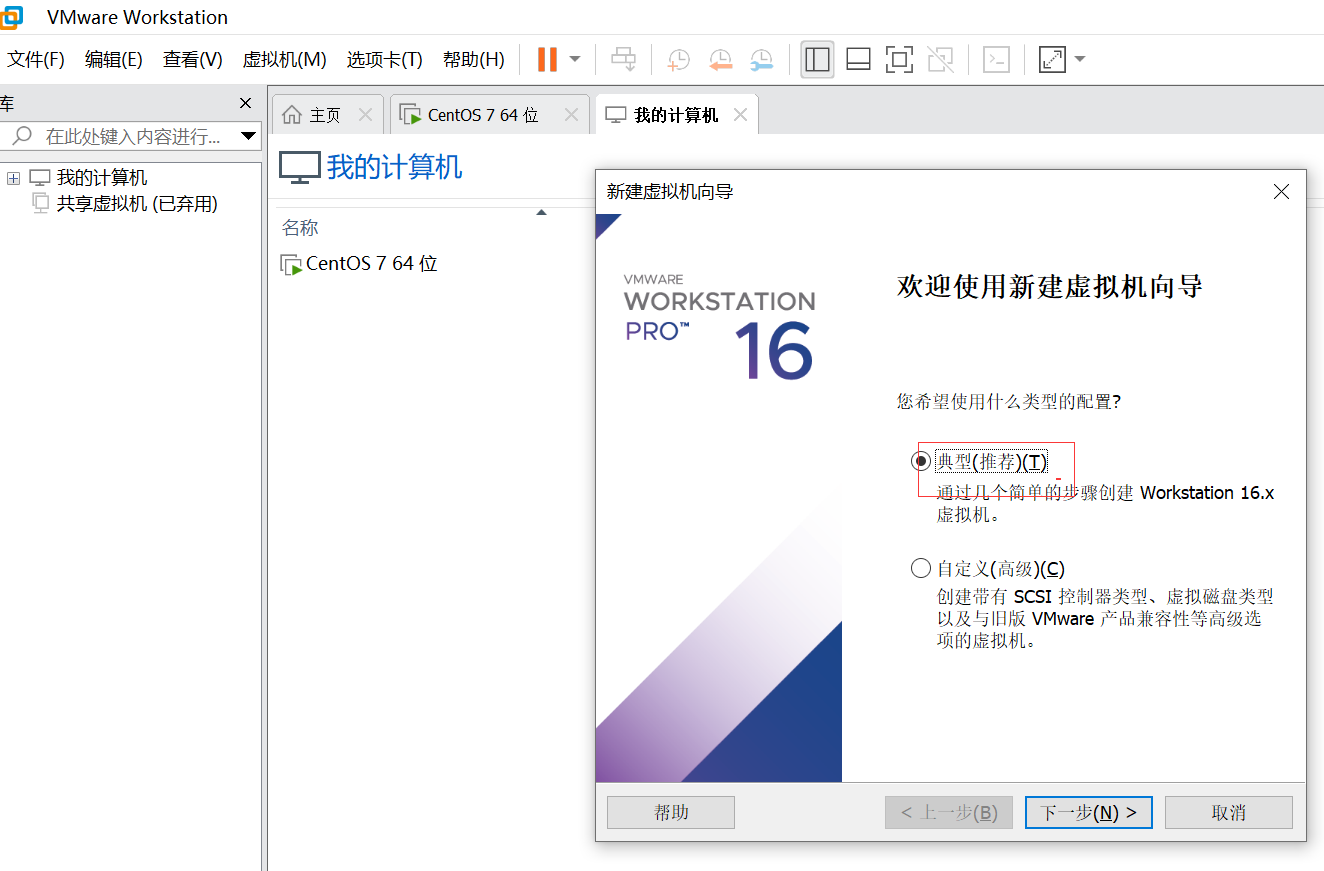 VMware Workstation
文件(F) 编辑(E) 查看(V) 虚拟机(M) 选项卡(T) 帮助(H)
库
在此处键入内容进行...
我的计算机
共享虚拟机 (已弃用)
主页
CentOS 7 64 位
我的计算机
我的计算机
名称
CentOS 7 64 位
新建虚拟机向导
VMWARE
WORKSTATION
PRO™
16
欢迎使用新建虚拟机向导
您希望使用什么类型的配置?
典型(推荐)(T)
通过几个简单的步骤创建 Workstation 16.x
虚拟机。
自定义(高级)(C)
创建带有 SCSI 控制器类型、虚拟磁盘类型
以及与旧版 VMware 产品兼容性等高级选
项的虚拟机。
帮助
< 上一步(B)
下一步(N) >
取消